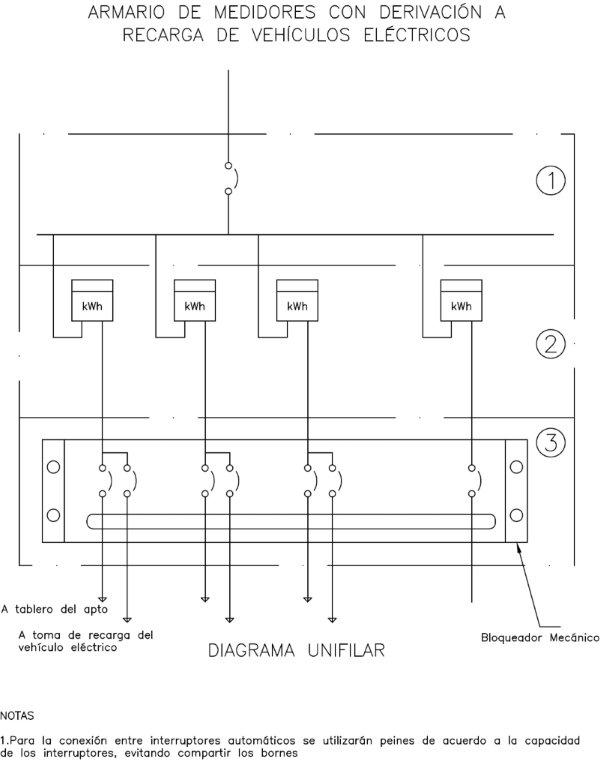 ARMARIO DE MEDIDORES CON DERIVACIÓN A
RECARGA DE VEHÍCULOS ELÉCTRICOS
1
kWh kWh kWh kWh
2
3
A tablero del apto
A toma de recarga del
vehículo eléctrico
Bloqueador Mecánico
DIAGRAMA UNIFILAR
NOTAS
1.Para la conexión entre interruptores automáticos se utilizarán peines de acuerdo a la capacidad
de los interruptores, evitando compartir los bornes